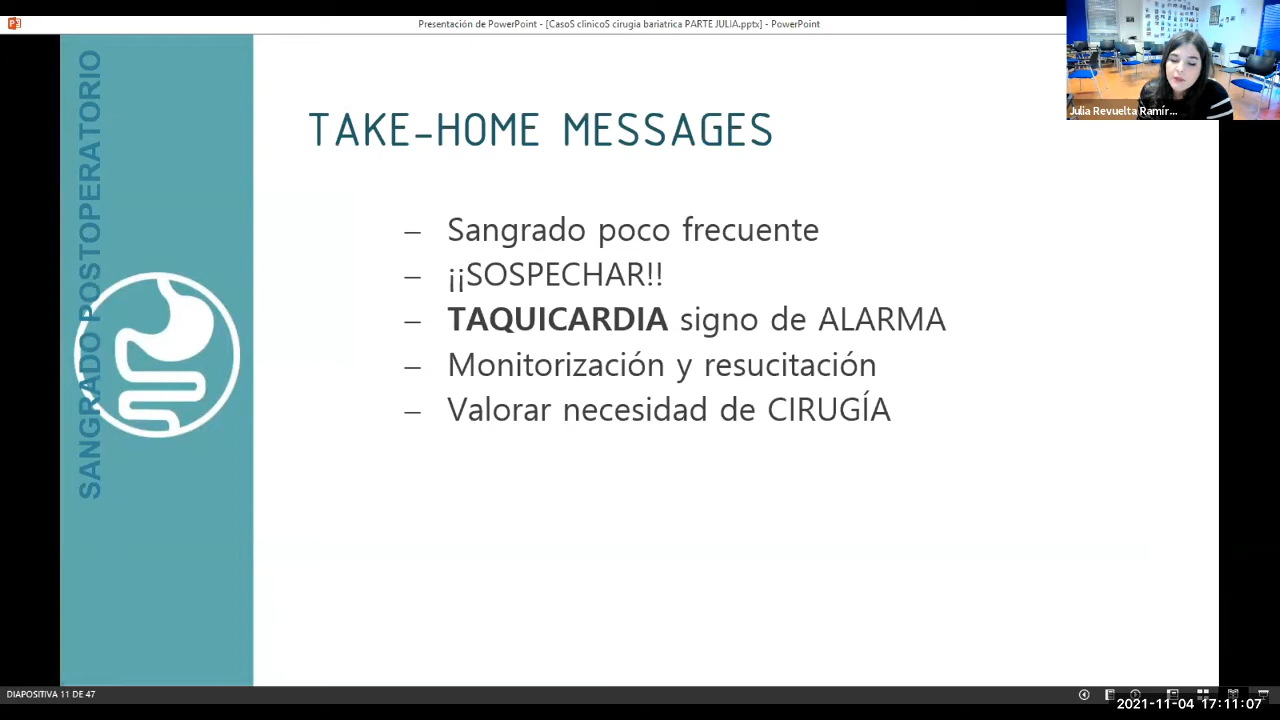 Presentación de PowerPoint - [CasoS clinicoS cirugia bariatrica PARTE JULIA.pptx] - PowerPoint
Julia Revuelta Ramír...
SANGRADO POSTOPERATORIO
TAKE-HOME MESSAGES
– Sangrado poco frecuente
– ¡¡SOSPECHAR!!
– TAQUICARDIA signo de ALARMA
– Monitorización y resucitación
– Valorar necesidad de CIRUGÍA
DIAPOSITIVA 11 DE 47
2021-11-04 17:11:07